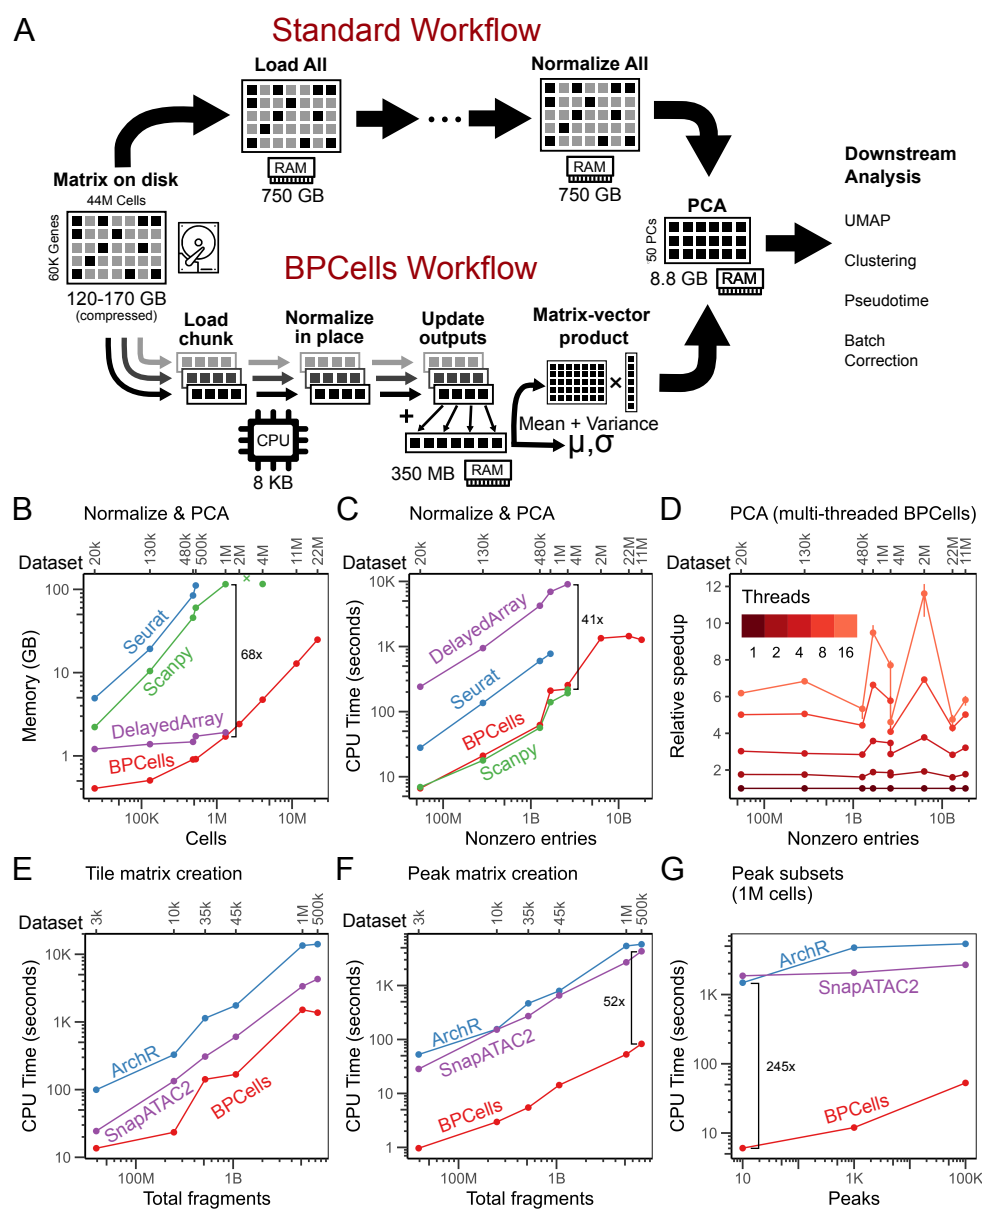 A
Standard Workflow
Load All
Normalize All
RAM
750 GB
RAM
750 GB
Matrix on disk
44M Cells
60K Genes
120-170 GB
(compressed)
PCA
50 PCs
8.8 GB
RAM
Downstream
Analysis
UMAP
Clustering
Pseudotime
Batch
Correction
BPCells Workflow
Load
chunk
Normalize
in place
Update
outputs
Matrix-vector
product
×
CPU
8 KB
+
350 MB
RAM
Mean + Variance
μ,σ
B
Normalize & PCA
Dataset
20k
130k
480k
500k
1M
2M
4M
11M
22M
Memory (GB)
100
10
1
Seurat
Scanpy
DelayedArray
BPCells
×
68x
100K
1M
10M
Cells
C
Normalize & PCA
Dataset
20k
130k
480k
1M
4M
2M
22M
11M
CPU Time (seconds)
10K
1K
100
10
DelayedArray
Seurat
BPCells
Scanpy
41x
100M
1B
10B
Nonzero entries
D
PCA (multi-threaded BPCells)
Dataset
20k
130k
480k
1M
4M
2M
22M
11M
Relative speedup
12
10
8
6
4
2
Threads
1 2 4 8 16
100M
1B
10B
Nonzero entries
E
Tile matrix creation
Dataset
3k
10k
35k
45k
1M
500k
CPU Time (seconds)
10K
1K
100
10
ArchR
SnapATAC2
BPCells
100M
1B
Total fragments
F
Peak matrix creation
Dataset
3k
10k
35k
45k
1M
500k
CPU Time (seconds)
1K
100
10
1
ArchR
SnapATAC2
BPCells
52x
100M
1B
Total fragments
G
Peak subsets
(1M cells)
CPU Time (seconds)
1K
100
10
ArchR
SnapATAC2
BPCells
245x
10
1K
100K
Peaks